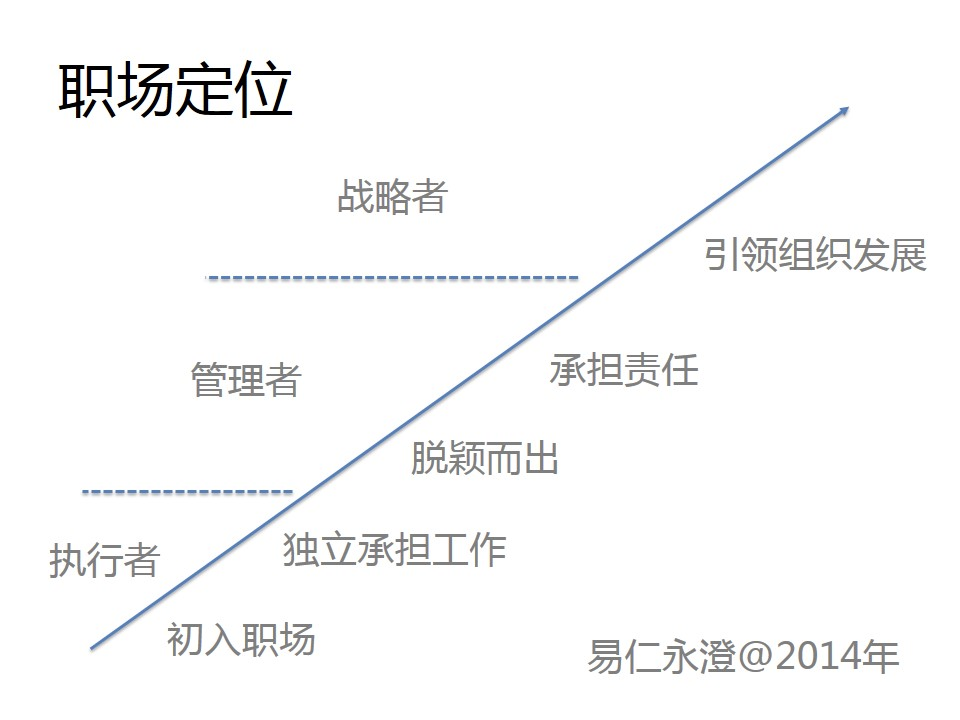 职场定位
战略者
引领组织发展
管理者
承担责任
脱颖而出
执行者
独立承担工作
初入职场
易仁永澄@2014年